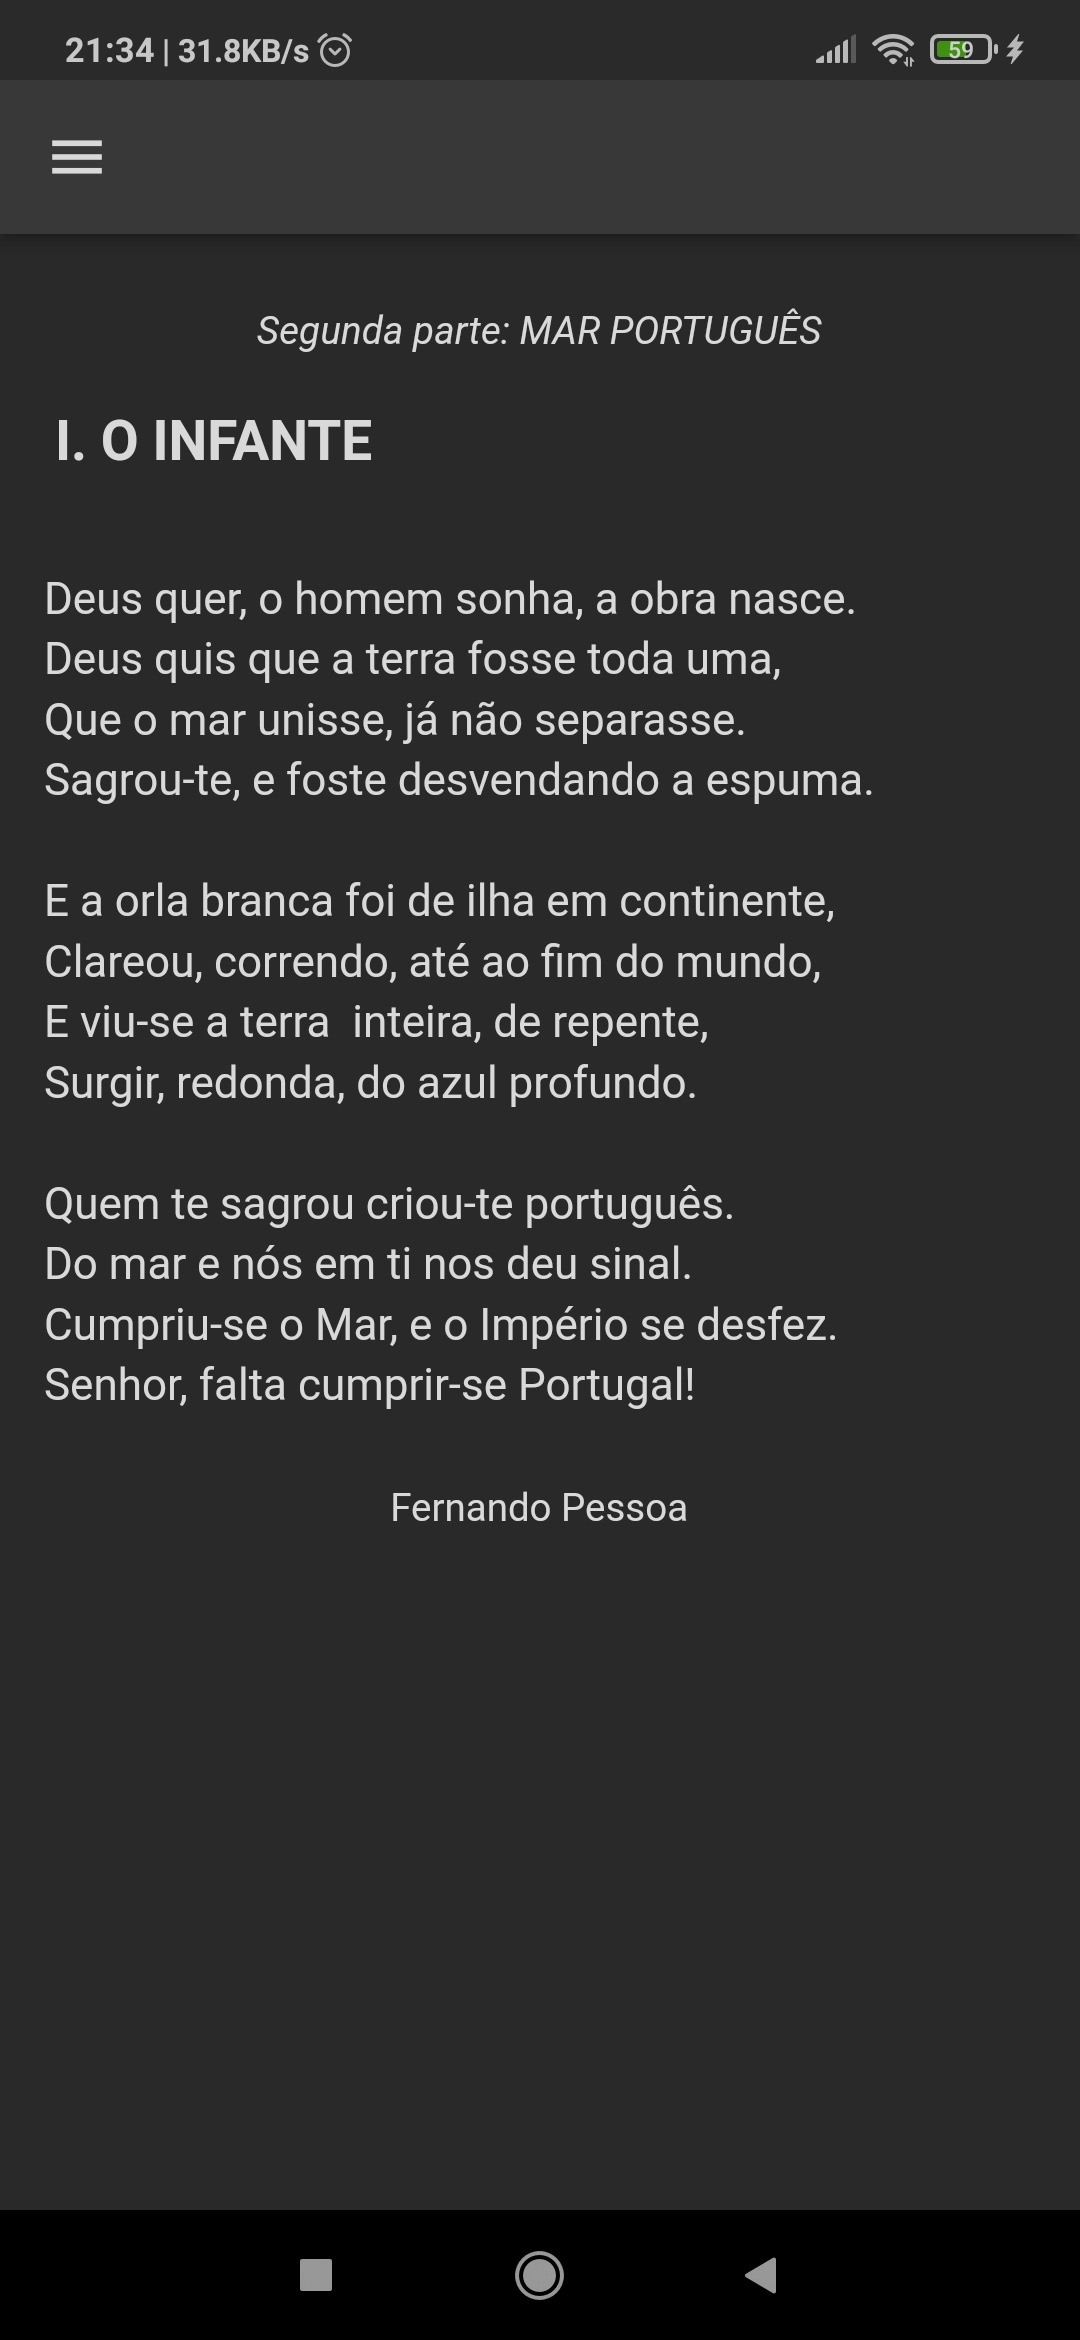 21:34 | 31.8KB/s
59
Segunda parte: MAR PORTUGUÊS
I. O INFANTE
Deus quer, o homem sonha, a obra nasce.
Deus quis que a terra fosse toda uma,
Que o mar unisse, já não separasse.
Sagrou-te, e foste desvendando a espuma.
E a orla branca foi de ilha em continente,
Clareou, correndo, até ao fim do mundo,
E viu-se a terra  inteira, de repente,
Surgir, redonda, do azul profundo.
Quem te sagrou criou-te português.
Do mar e nós em ti nos deu sinal.
Cumpriu-se o Mar, e o Império se desfez.
Senhor, falta cumprir-se Portugal!
Fernando Pessoa